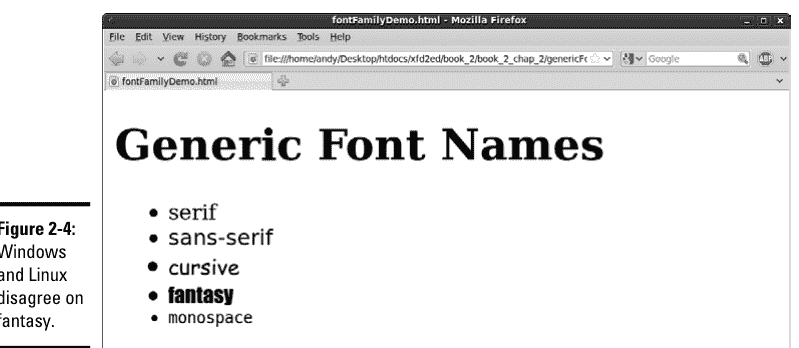 fontFamilyDemo.html - Mozilla Firefox
File Edit View History Bookmarks Tools Help
file:///home/andy/Desktop/htdocs/xfd2ed/book_2/book_2_chap_2/genericFo
Google
ABP
fontFamilyDemo.html
Generic Font Names
• serif
• sans-serif
• cursive
• fantasy
• monospace
Figure 2-4:
Windows
and Linux
disagree on
fantasy.